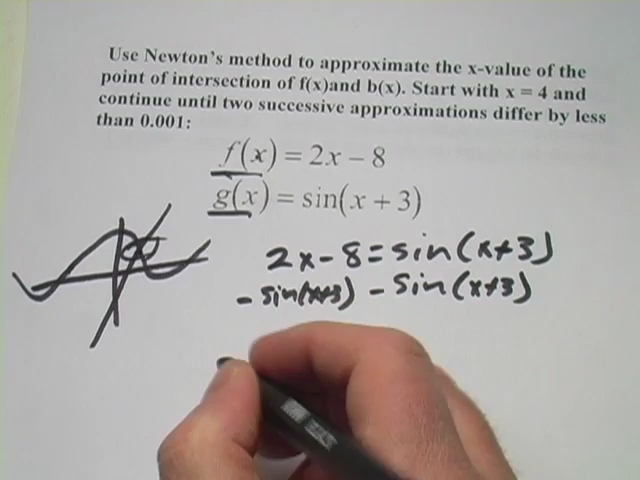 Use Newton's method to approximate the x-value of the
point of intersection of f(x)and b(x). Start with x = 4 and
continue until two successive approximations differ by less
than 0.001:
f(x) = 2x − 8
g(x) = sin(x + 3)
2x - 8 = sin(x+3)
- sin(x+3) - sin(x+3)